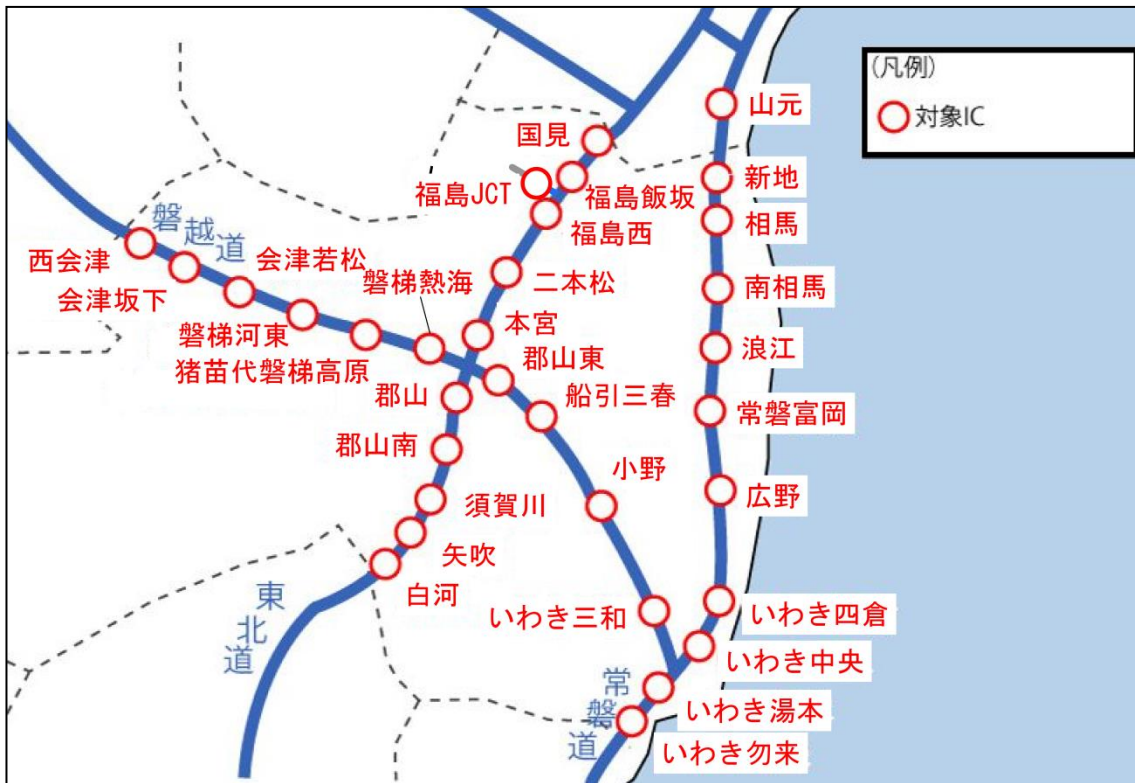 (凡例)
対象IC
山元
国見
新地
福島JCT
福島飯坂
相馬
福島西
磐越道
西会津
会津若松
会津坂下
磐梯熱海
二本松
南相馬
磐梯河東
本宮
浪江
猪苗代磐梯高原
郡山東
郡山
船引三春
常磐富岡
郡山南
小野
広野
須賀川
矢吹
白河
東北道
いわき三和
いわき四倉
いわき中央
常磐道
いわき湯本
いわき勿来